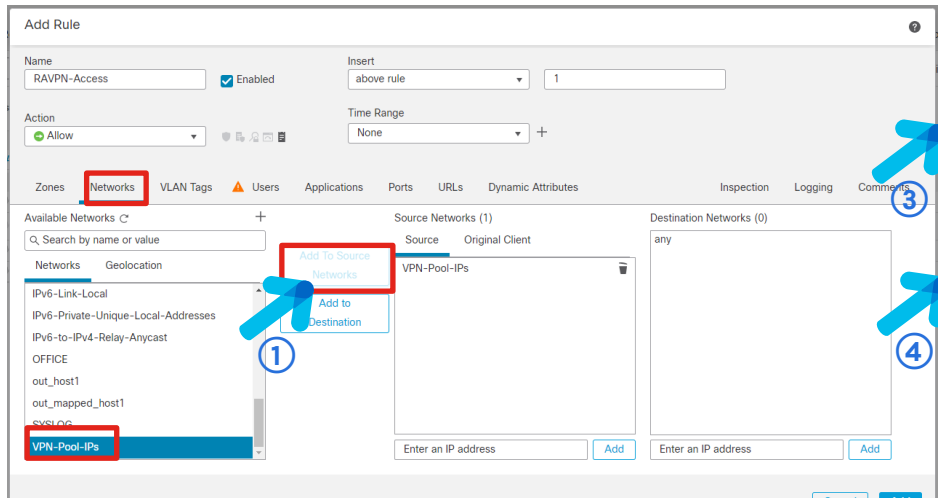 Add Rule
Name
Insert
RAVPN-Access
Enabled
above rule
1
Action
Time Range
Allow
None
Zones Networks VLAN Tags Users Applications Ports URLs Dynamic Attributes Inspection Logging Comments
③
Available Networks
Source Networks (1)
Destination Networks (0)
Search by name or value
Source Original Client
any
Add To Source
Networks
Networks Geolocation
VPN-Pool-IPs
IPv6-Link-Local
IPv6-Private-Unique-Local-Addresses
Add to
Destination
IPv6-to-IPv4-Relay-Anycast
OFFICE
①
④
out_host1
out_mapped_host1
SYSLOG
VPN-Pool-IPs
Enter an IP address Add
Enter an IP address Add